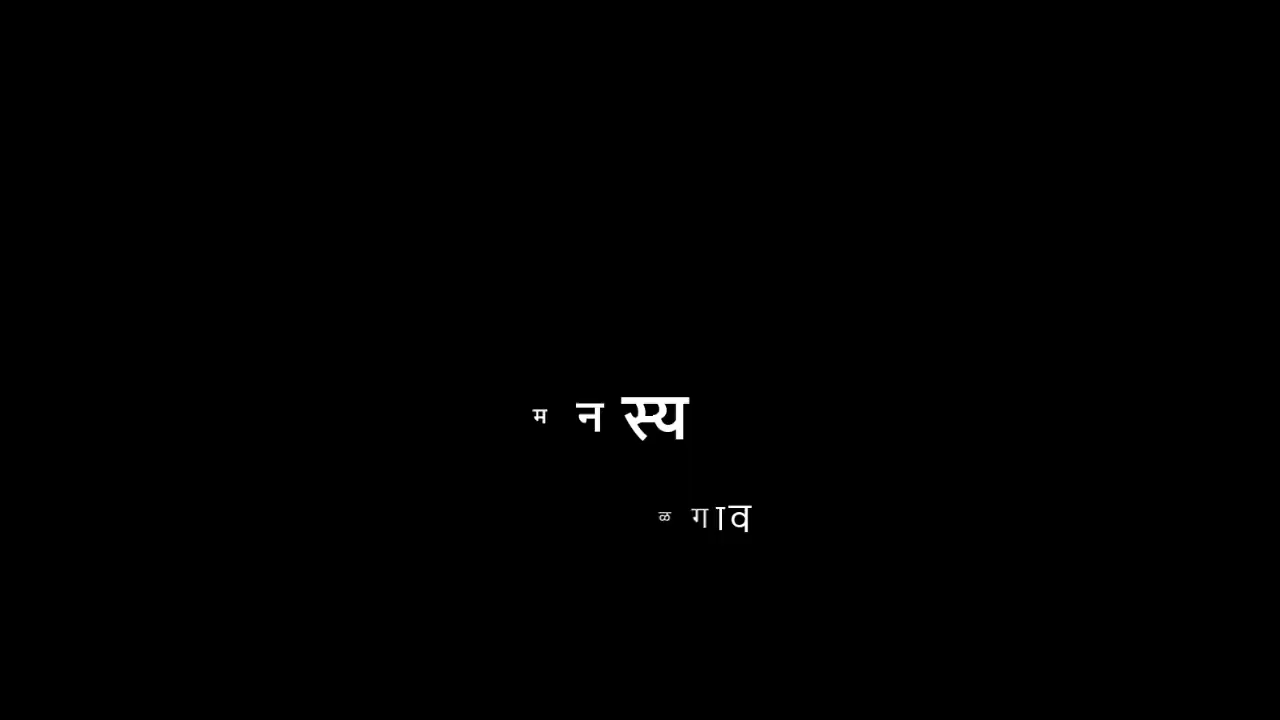 म न स्य
ळ गाव